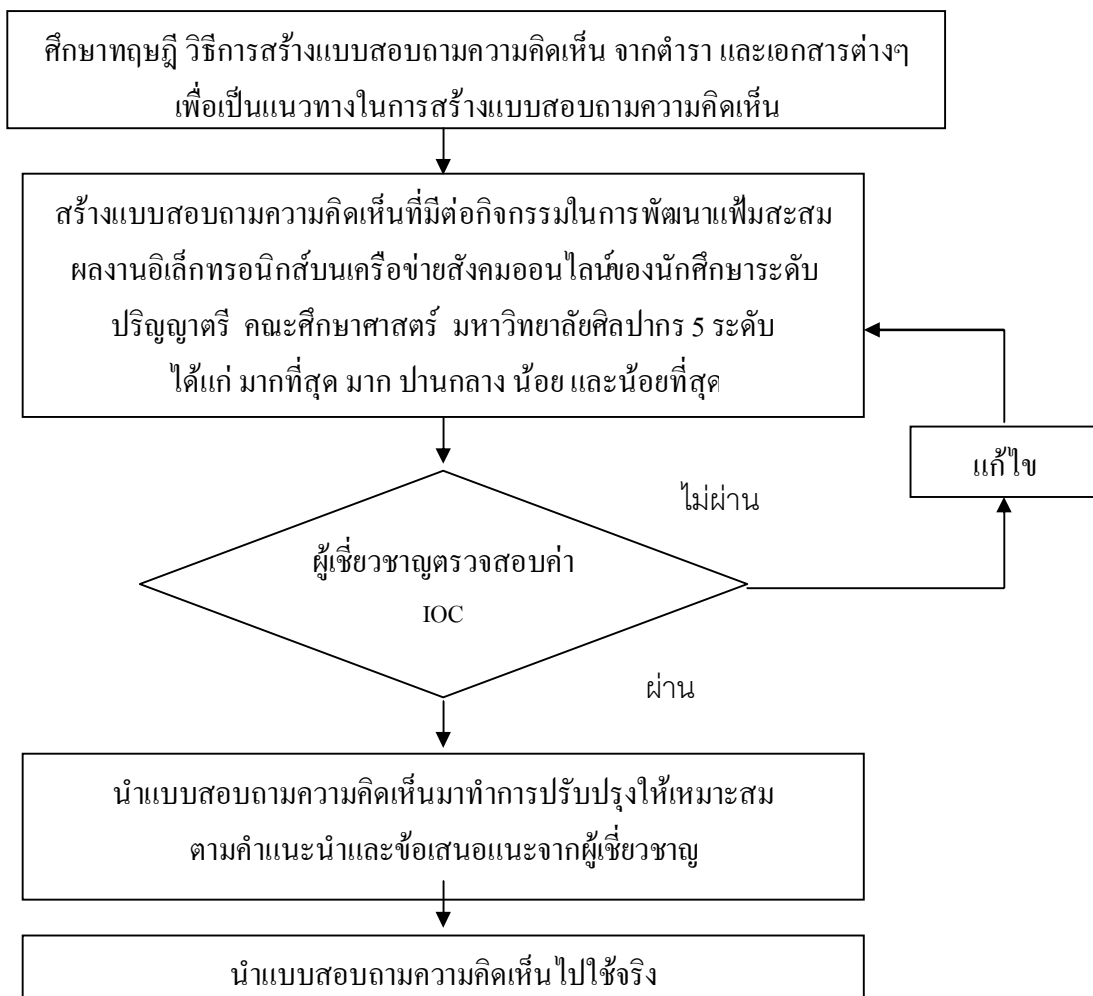 ศึกษาทฤษฎี วิธีการสร้างแบบสอบถามความคิดเห็น จากตำรา และเอกสารต่างๆ
เพื่อเป็นแนวทางในการสร้างแบบสอบถามความคิดเห็น
สร้างแบบสอบถามความคิดเห็นที่มีต่อกิจกรรมในการพัฒนาแฟ้มสะสม
ผลงานอิเล็กทรอนิกส์บนเครือข่ายสังคมออนไลน์ของนักศึกษาระดับ
ปริญญาตรี คณะศึกษาศาสตร์ มหาวิทยาลัยศิลปากร 5 ระดับ
ได้แก่ มากที่สุด มาก ปานกลาง น้อย และน้อยที่สุด
แก้ไข
ไม่ผ่าน
ผู้เชี่ยวชาญตรวจสอบค่า
IOC
ผ่าน
นำแบบสอบถามความคิดเห็นมาทำการปรับปรุงให้เหมาะสม
ตามคำแนะนำและข้อเสนอแนะจากผู้เชี่ยวชาญ
นำแบบสอบถามความคิดเห็นไปใช้จริง